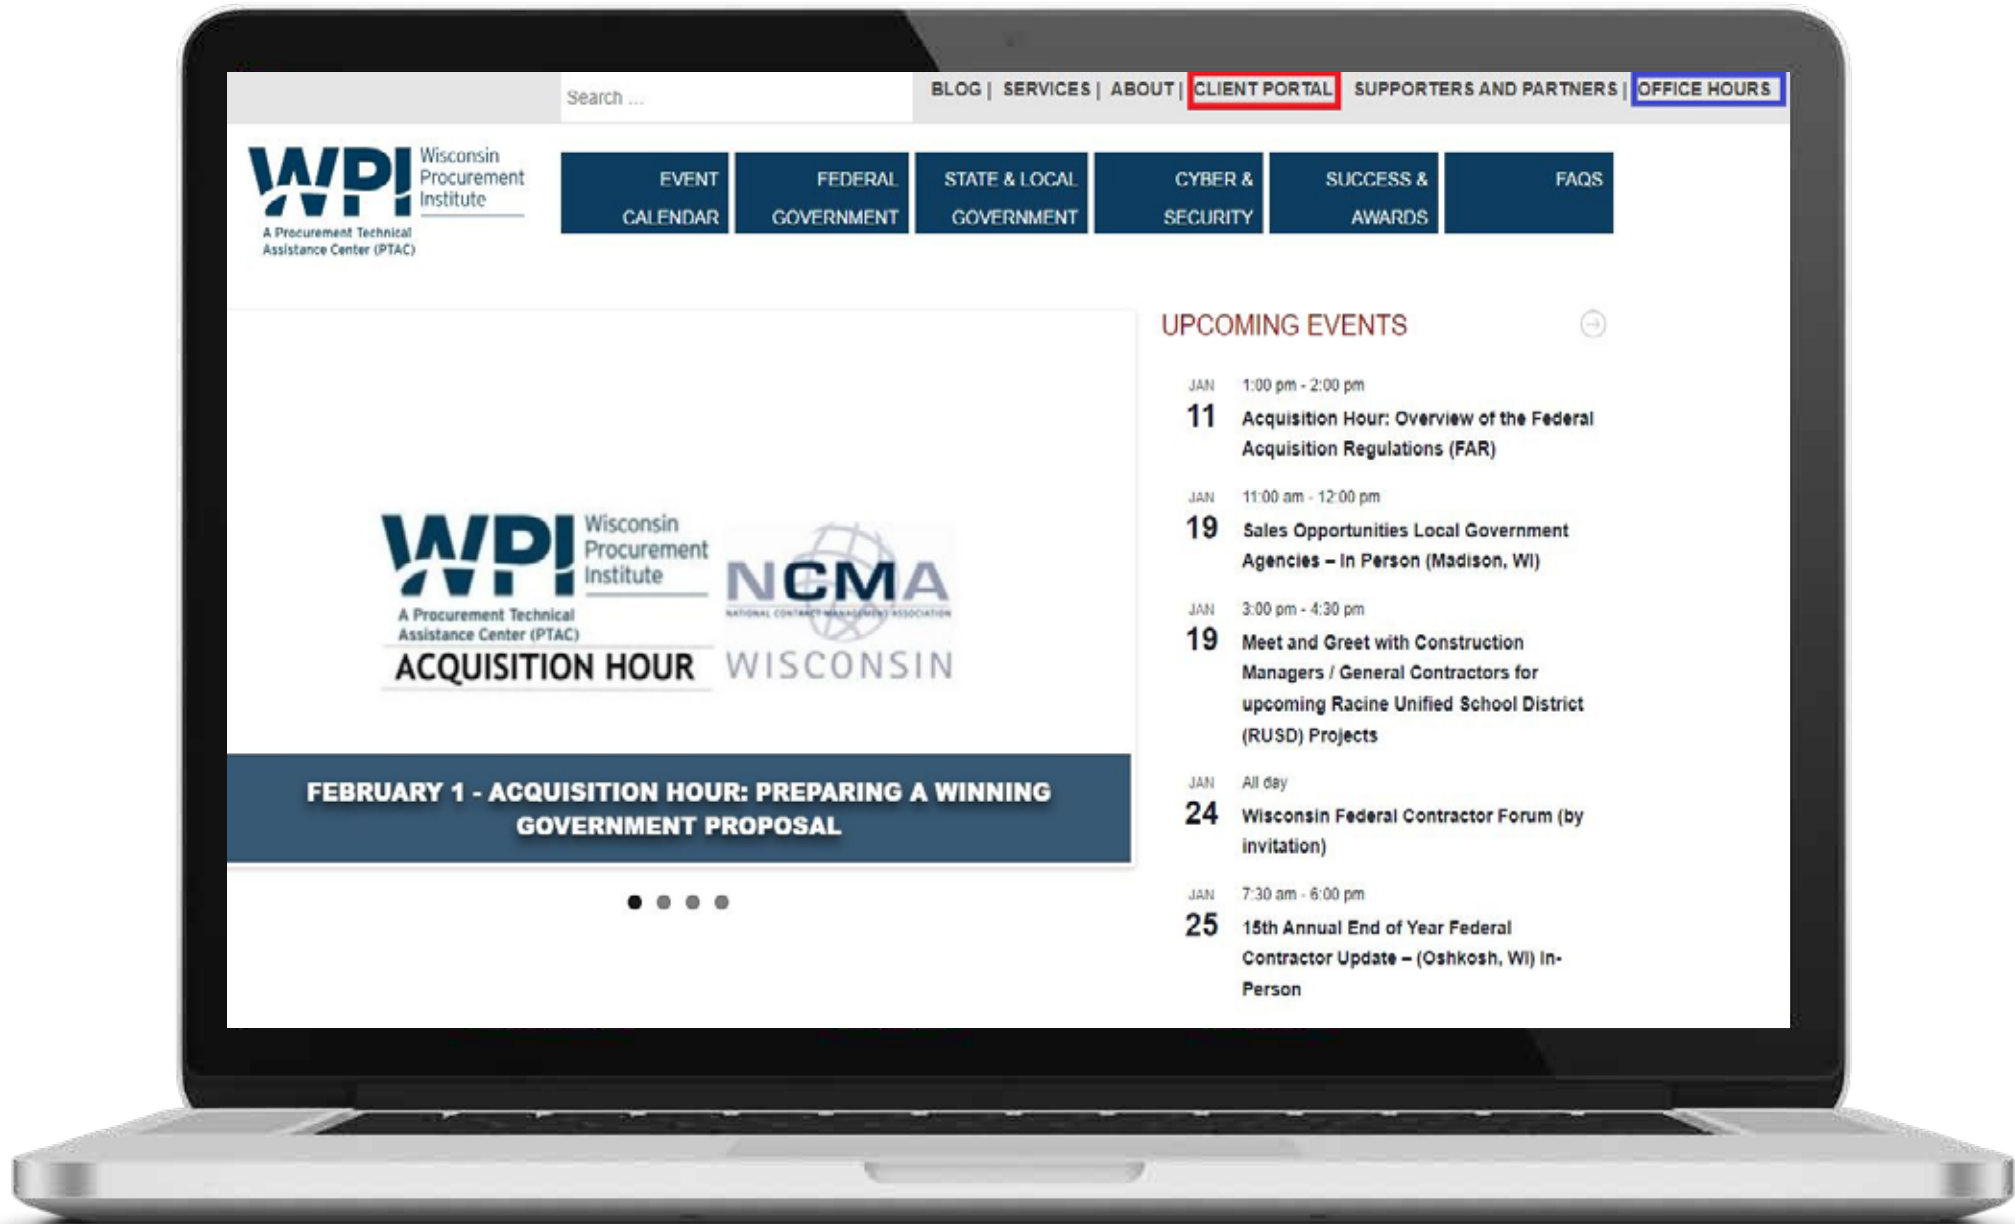 Search ...
BLOG | SERVICES | ABOUT | CLIENT PORTAL SUPPORTERS AND PARTNERS | OFFICE HOURS
WPI
Wisconsin
Procurement
Institute
A Procurement Technical
Assistance Center (PTAC)
EVENT
CALENDAR
FEDERAL
GOVERNMENT
STATE & LOCAL
GOVERNMENT
CYBER &
SECURITY
SUCCESS &
AWARDS
FAQS
WPI
Wisconsin
Procurement
Institute
A Procurement Technical
Assistance Center (PTAC)
ACQUISITION HOUR
NCMA
NATIONAL CONTRACT MANAGEMENT ASSOCIATION
WISCONSIN
FEBRUARY 1 - ACQUISITION HOUR: PREPARING A WINNING
GOVERNMENT PROPOSAL
UPCOMING EVENTS
JAN 1:00 pm - 2:00 pm
11 Acquisition Hour: Overview of the Federal
Acquisition Regulations (FAR)
JAN 11:00 am - 12:00 pm
19 Sales Opportunities Local Government
Agencies – In Person (Madison, WI)
JAN 3:00 pm - 4:30 pm
19 Meet and Greet with Construction
Managers / General Contractors for
upcoming Racine Unified School District
(RUSD) Projects
JAN All day
24 Wisconsin Federal Contractor Forum (by
invitation)
JAN 7:30 am - 6:00 pm
25 15th Annual End of Year Federal
Contractor Update – (Oshkosh, WI) In-
Person